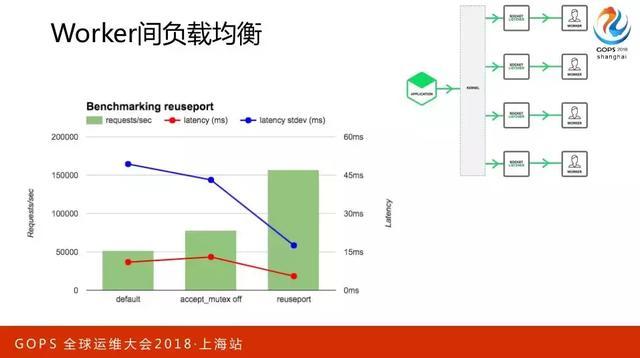 Worker间负载均衡
GOPS 2018
shanghai
SOCKET LISTENER
WORKER
SOCKET LISTENER
WORKER
APPLICATION
KERNEL
SOCKET LISTENER
WORKER
SOCKET LISTENER
WORKER
Benchmarking reuseport
requests/sec latency (ms) latency stdev (ms)
200000 60ms
150000 45ms
100000 30ms
50000 15ms
0 0ms
Requests/sec
Latency
default accept_mutex off reuseport
GOPS 全球运维大会2018·上海站